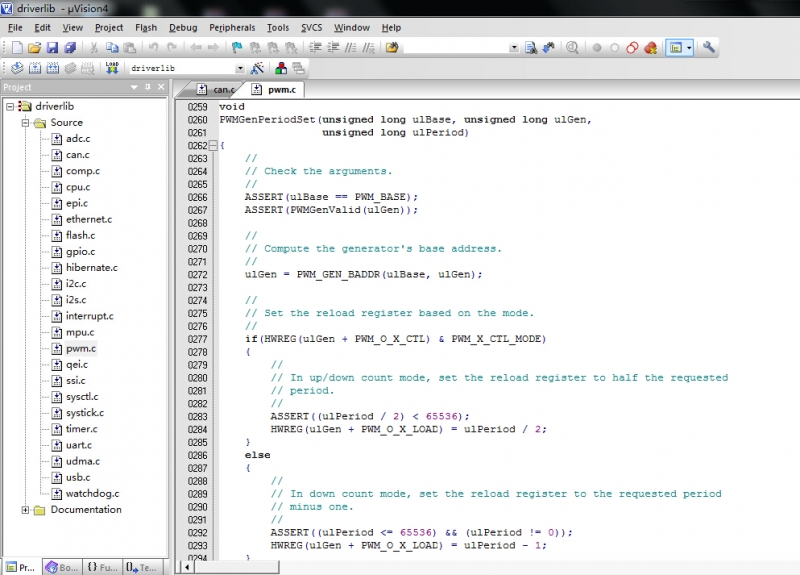 driverlib - µVision4
File Edit View Project Flash Debug Peripherals Tools SVCS Window Help
LOAD driverlib
Project
can.c pwm.c
driverlib
Source
adc.c
can.c
comp.c
cpu.c
epi.c
ethernet.c
flash.c
gpio.c
hibernate.c
i2c.c
i2s.c
interrupt.c
mpu.c
pwm.c
qei.c
ssi.c
sysctl.c
systick.c
timer.c
uart.c
udma.c
usb.c
watchdog.c
Documentation
Pr... Bo... {} Fu... 0 Te...
0259 void
0260 PWMGenPeriodSet(unsigned long ulBase, unsigned long ulGen,
0261 unsigned long ulPeriod)
0262 {
0263 //
0264 // Check the arguments.
0265 //
0266 ASSERT(ulBase == PWM_BASE);
0267 ASSERT(PWMGenValid(ulGen));
0268
0269 //
0270 // Compute the generator's base address.
0271 //
0272 ulGen = PWM_GEN_BADDR(ulBase, ulGen);
0273
0274 //
0275 // Set the reload register based on the mode.
0276 //
0277 if(HWREG(ulGen + PWM_O_X_CTL) & PWM_X_CTL_MODE)
0278 {
0279 //
0280 // In up/down count mode, set the reload register to half the requested
0281 // period.
0282 //
0283 ASSERT((ulPeriod / 2) < 65536);
0284 HWREG(ulGen + PWM_O_X_LOAD) = ulPeriod / 2;
0285 }
0286 else
0287 {
0288 //
0289 // In down count mode, set the reload register to the requested period
0290 // minus one.
0291 //
0292 ASSERT((ulPeriod <= 65536) && (ulPeriod != 0));
0293 HWREG(ulGen + PWM_O_X_LOAD) = ulPeriod - 1;
0294 }